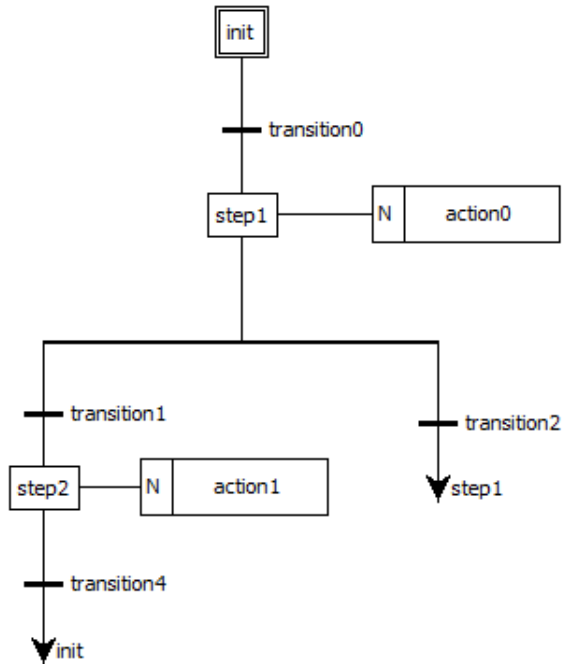 init
transition0
step1
N action0
transition1
transition2
step2
N action1
step1
transition4
init